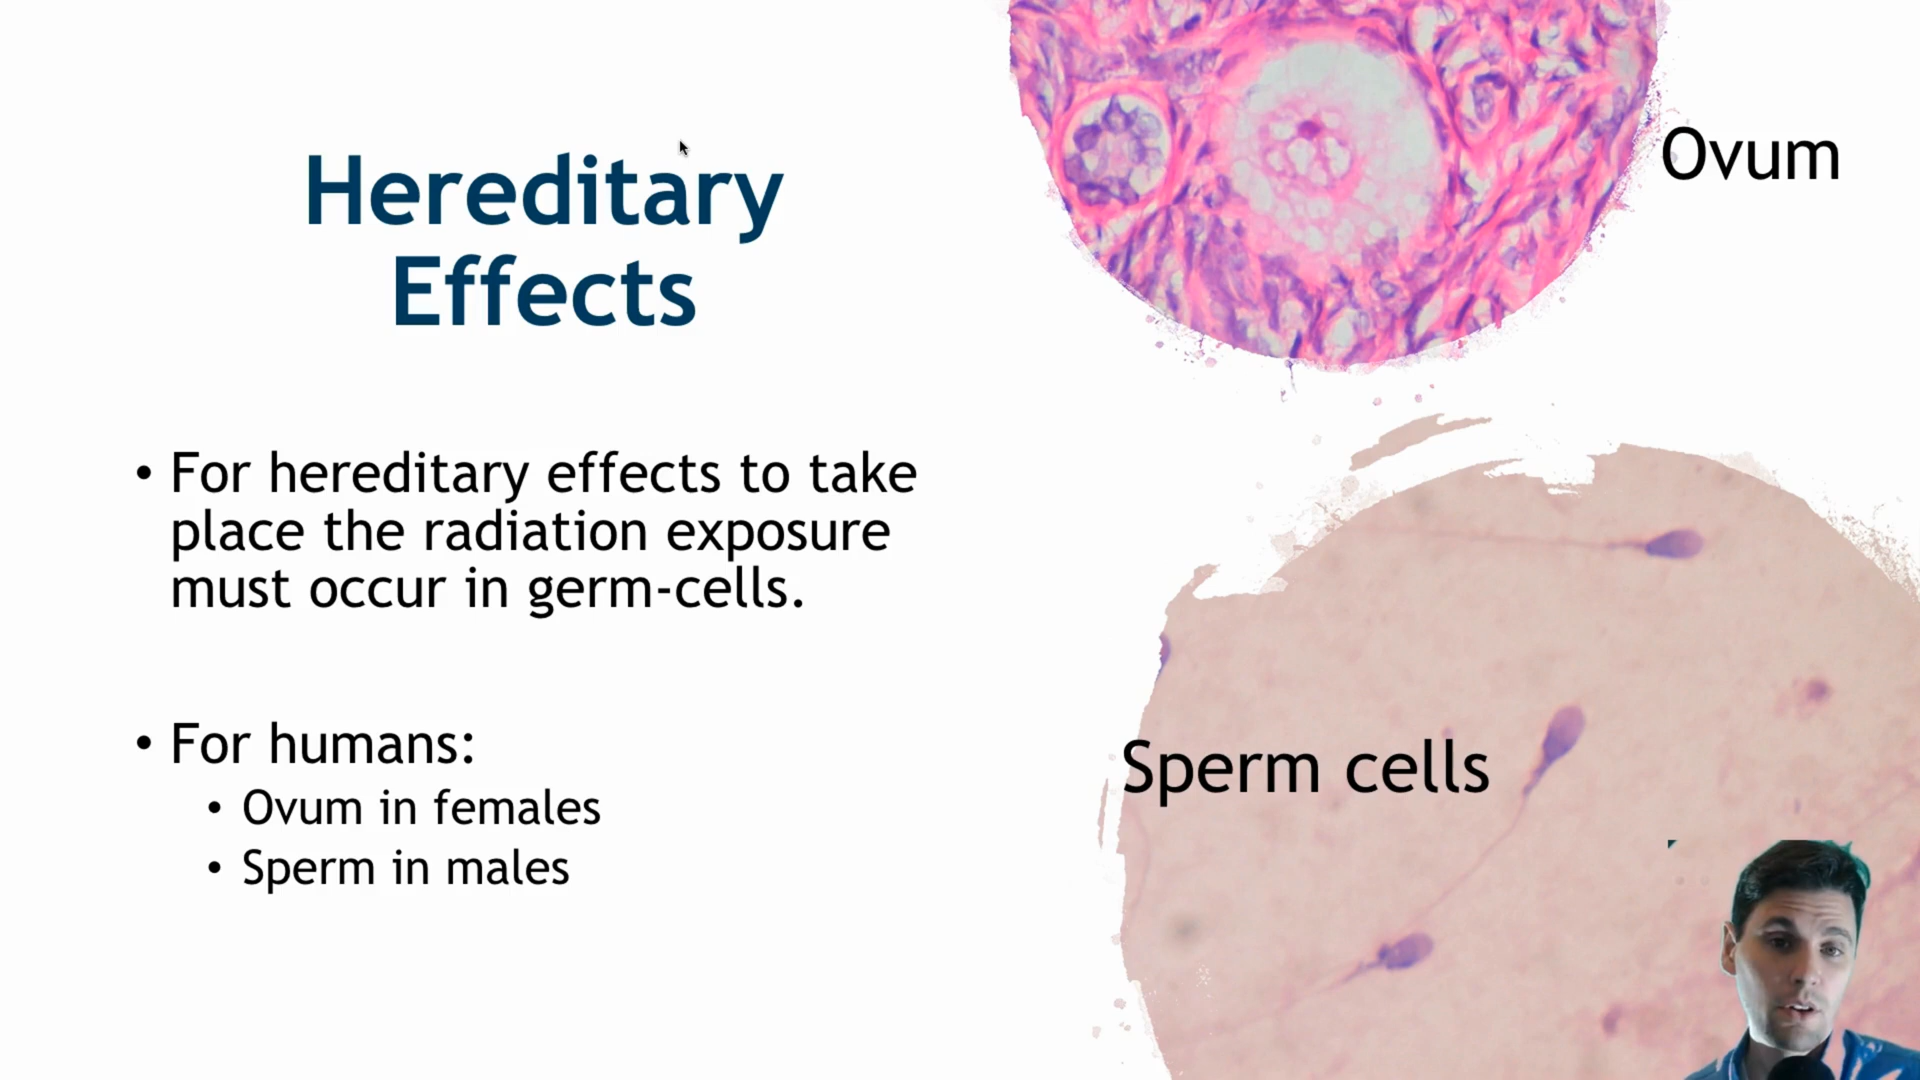 Hereditary
Effects
• For hereditary effects to take
place the radiation exposure
must occur in germ-cells.
• For humans:
• Ovum in females
• Sperm in males
Ovum
Sperm cells